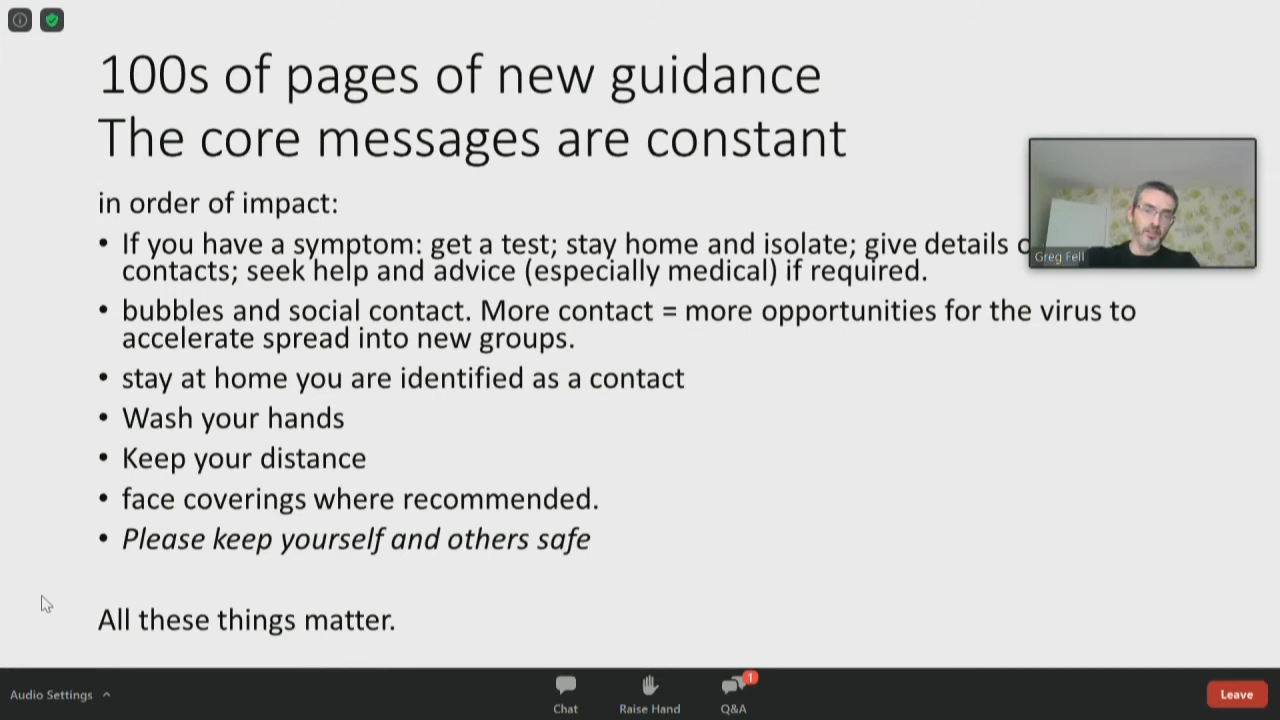 100s of pages of new guidance
The core messages are constant
in order of impact:
• If you have a symptom: get a test; stay home and isolate; give details
contacts; seek help and advice (especially medical) if required.
Greg Fell
• bubbles and social contact. More contact = more opportunities for the virus to
accelerate spread into new groups.
• stay at home you are identified as a contact
• Wash your hands
• Keep your distance
• face coverings where recommended.
• Please keep yourself and others safe
All these things matter.
1
Audio Settings
Chat
Raise Hand
Q&A
Leave